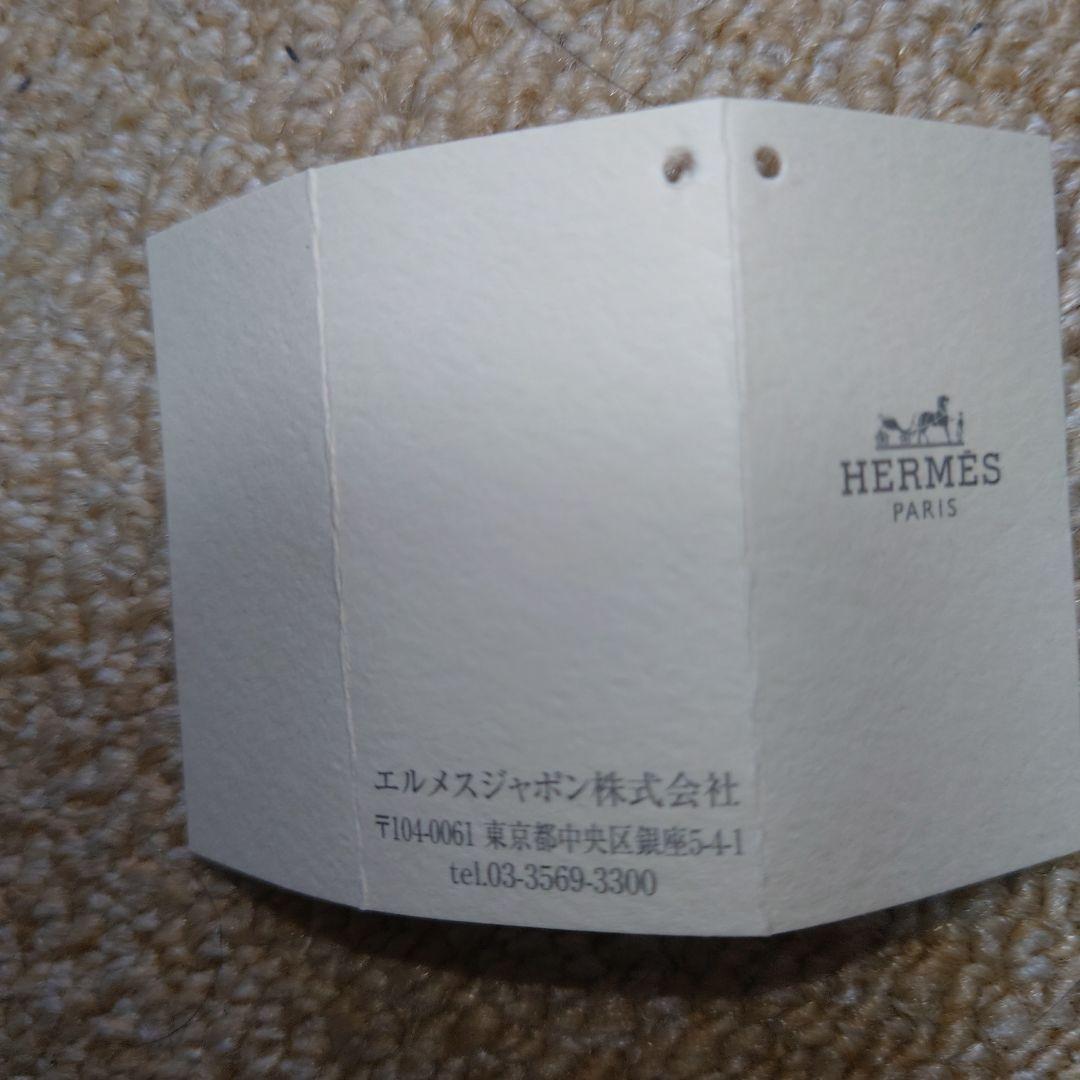 HERMÈS
PARIS
エルメスジャポン株式会社
〒104-0061 東京都中央区銀座5-4-1
tel.03-3569-3300